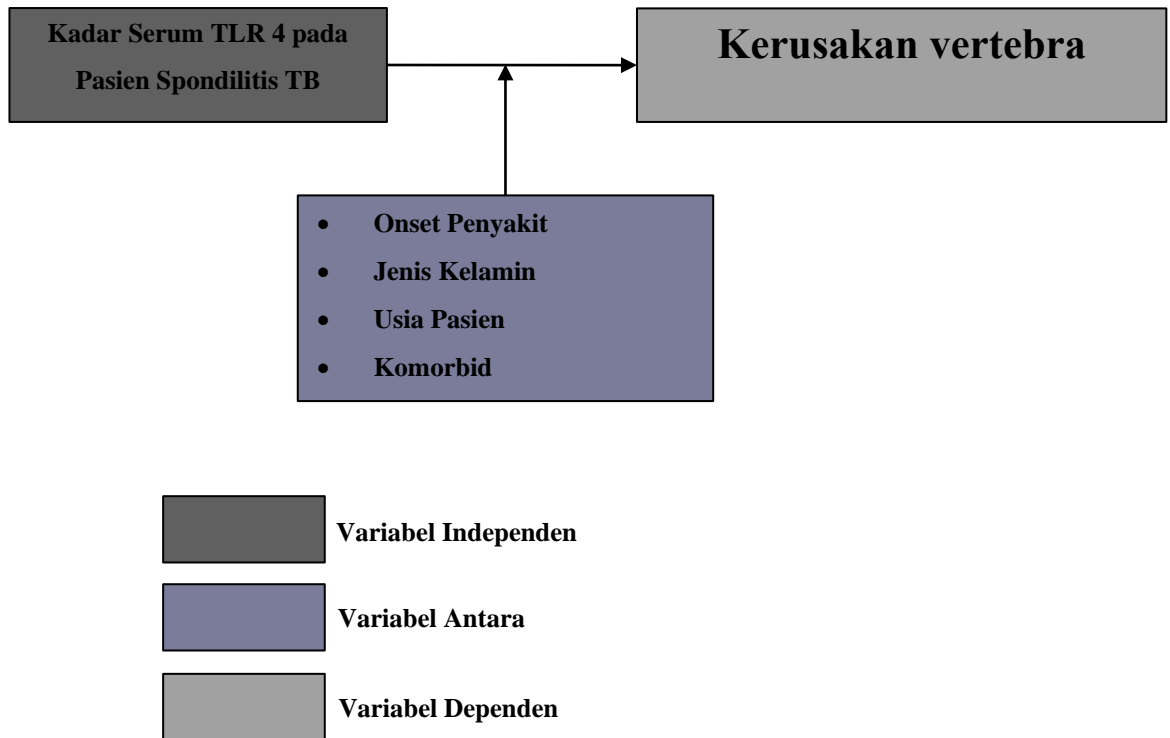 Kadar Serum TLR 4 pada
Pasien Spondilitis TB
Kerusakan vertebra
• Onset Penyakit
• Jenis Kelamin
• Usia Pasien
• Komorbid
Variabel Independen
Variabel Antara
Variabel Dependen